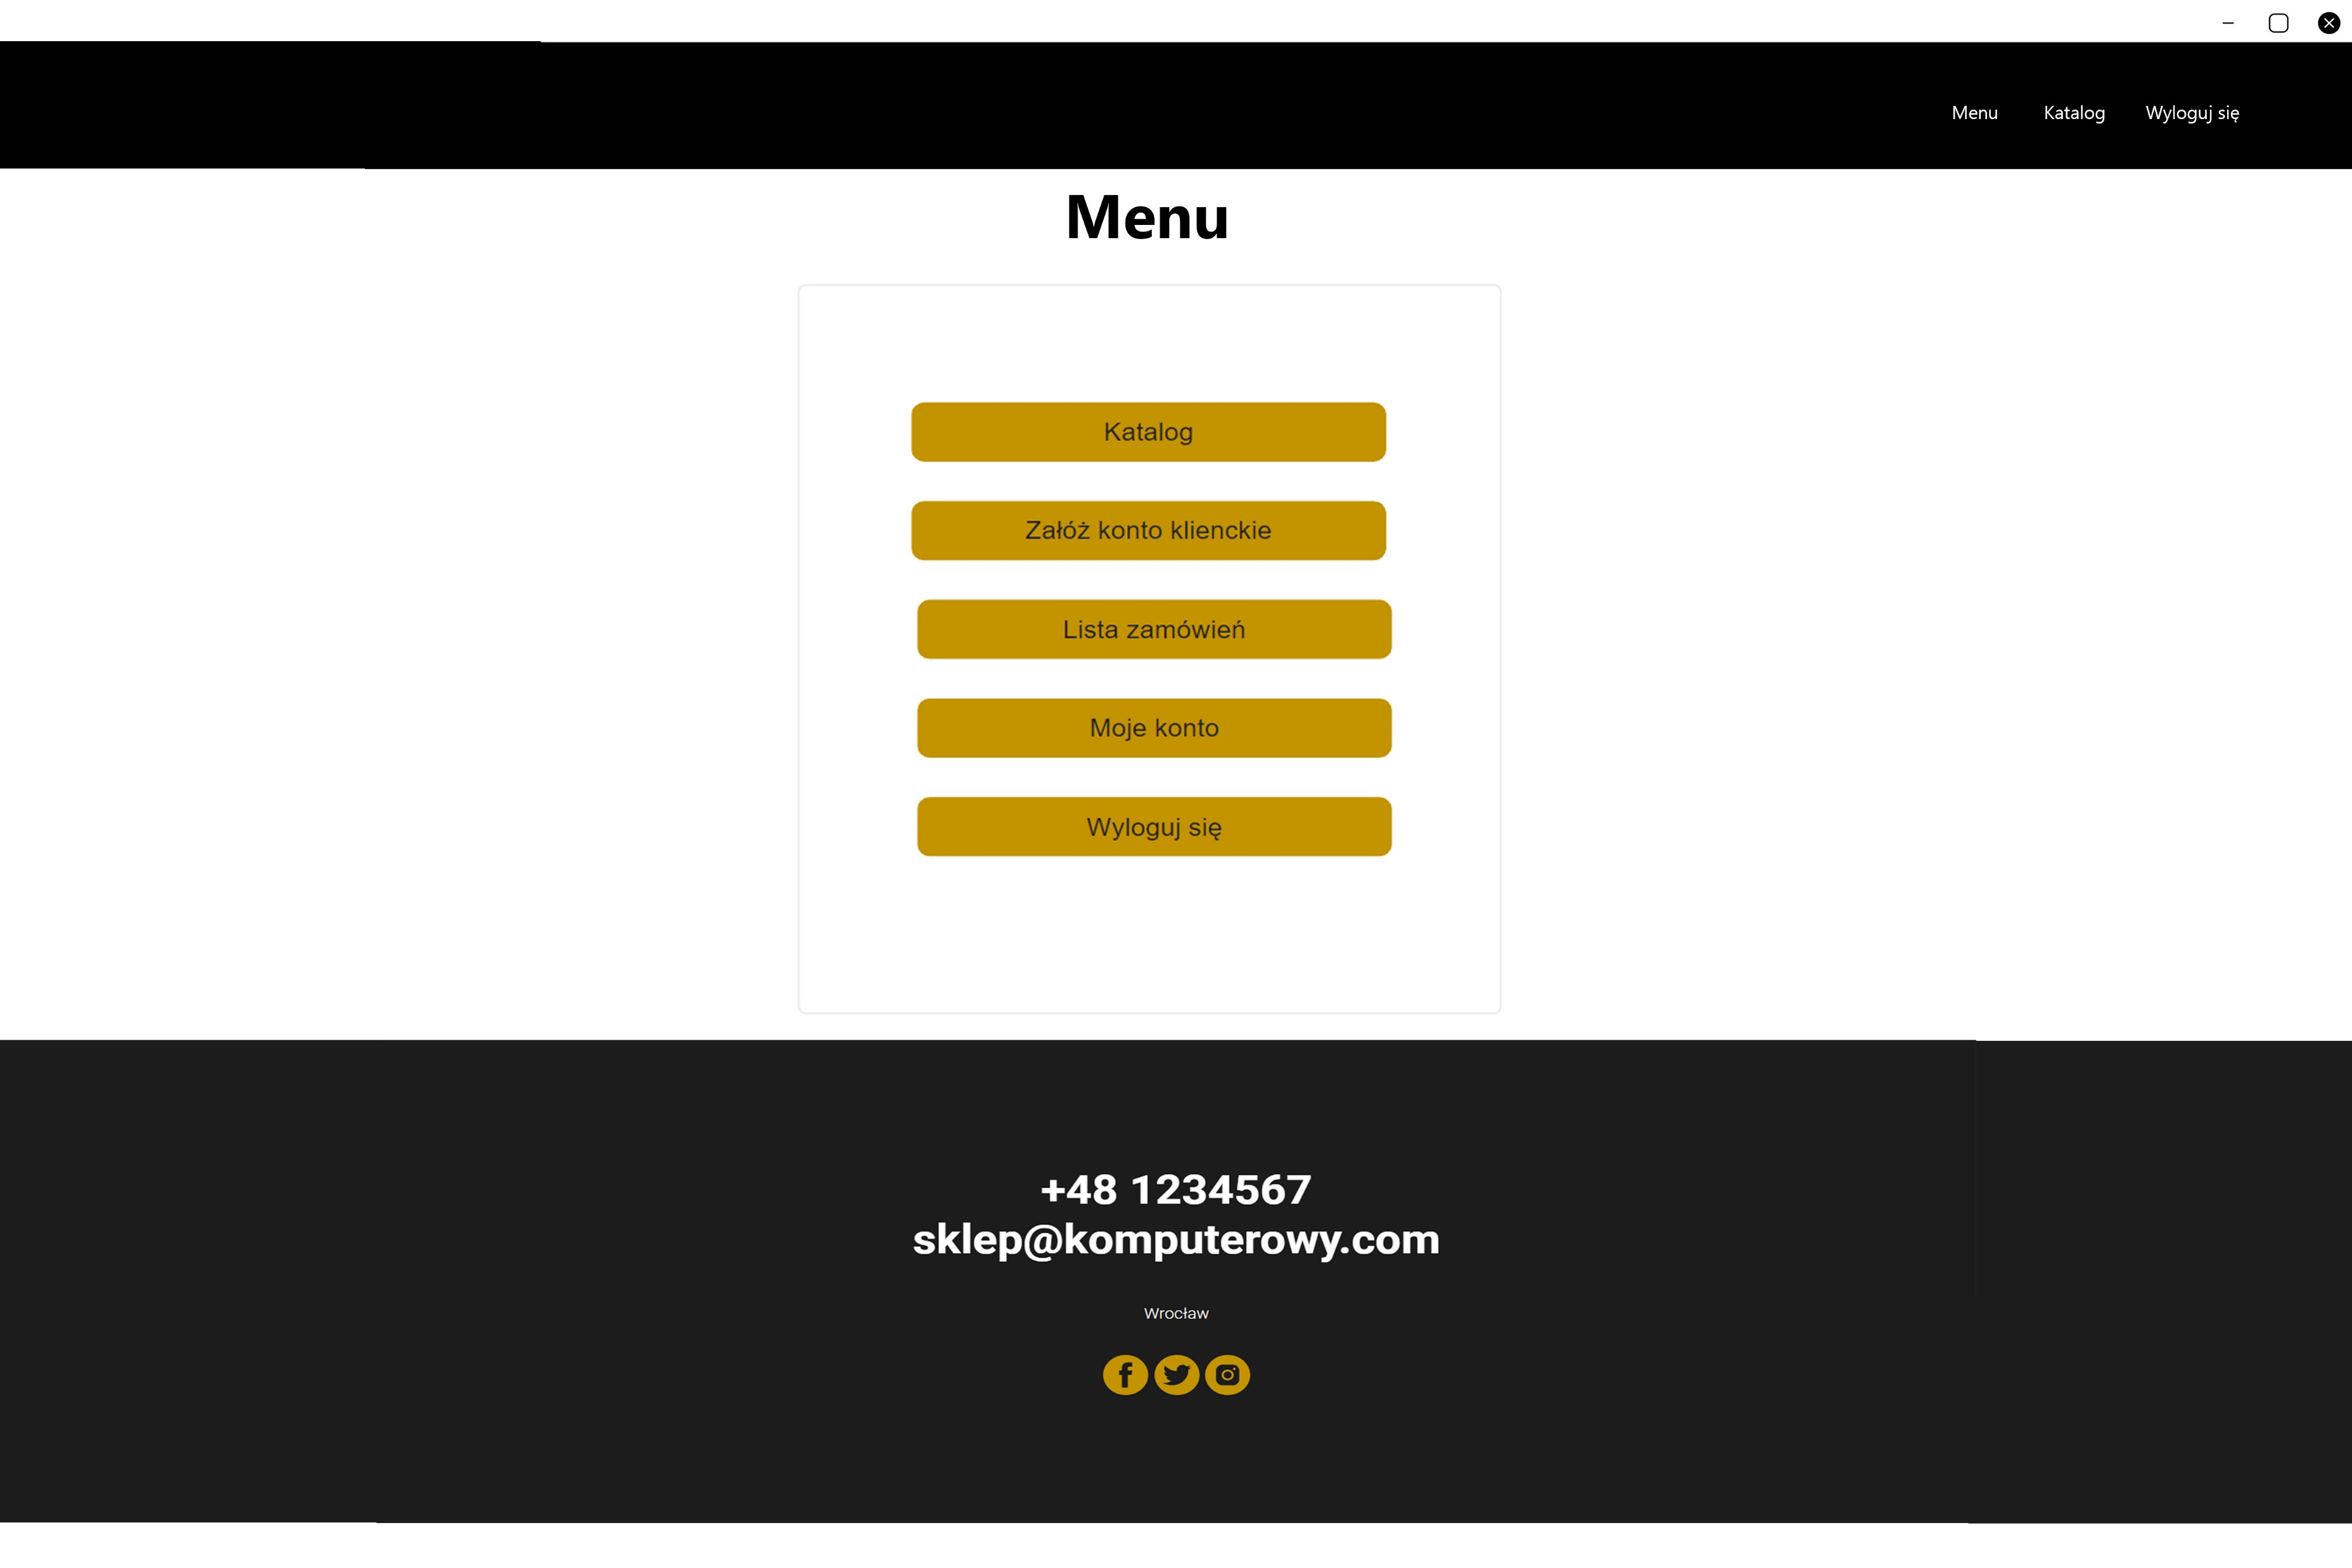 Menu Katalog Wyloguj się
Menu
Katalog
Załóż konto klienckie
Lista zamówień
Moje konto
Wyloguj się
+48 1234567
sklep@komputerowy.com
Wrocław